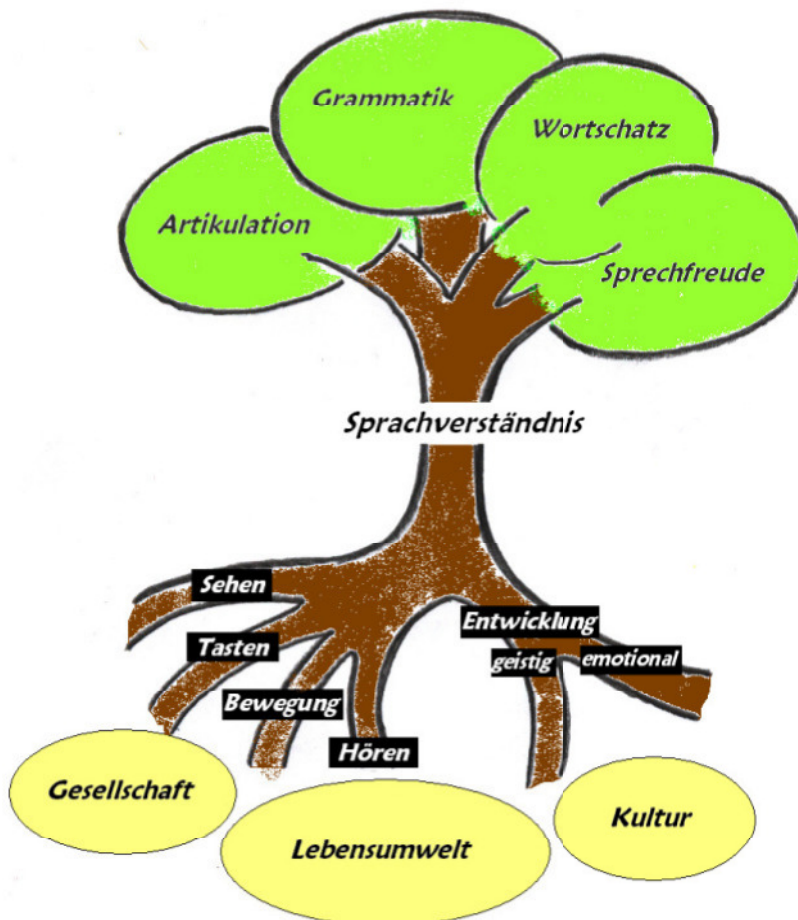 Grammatik
Wortschatz
Artikulation
Sprechfreude
Sprachverständnis
Sehen
Entwicklung
Tasten
geistig
emotional
Bewegung
Hören
Gesellschaft
Kultur
Lebensumwelt